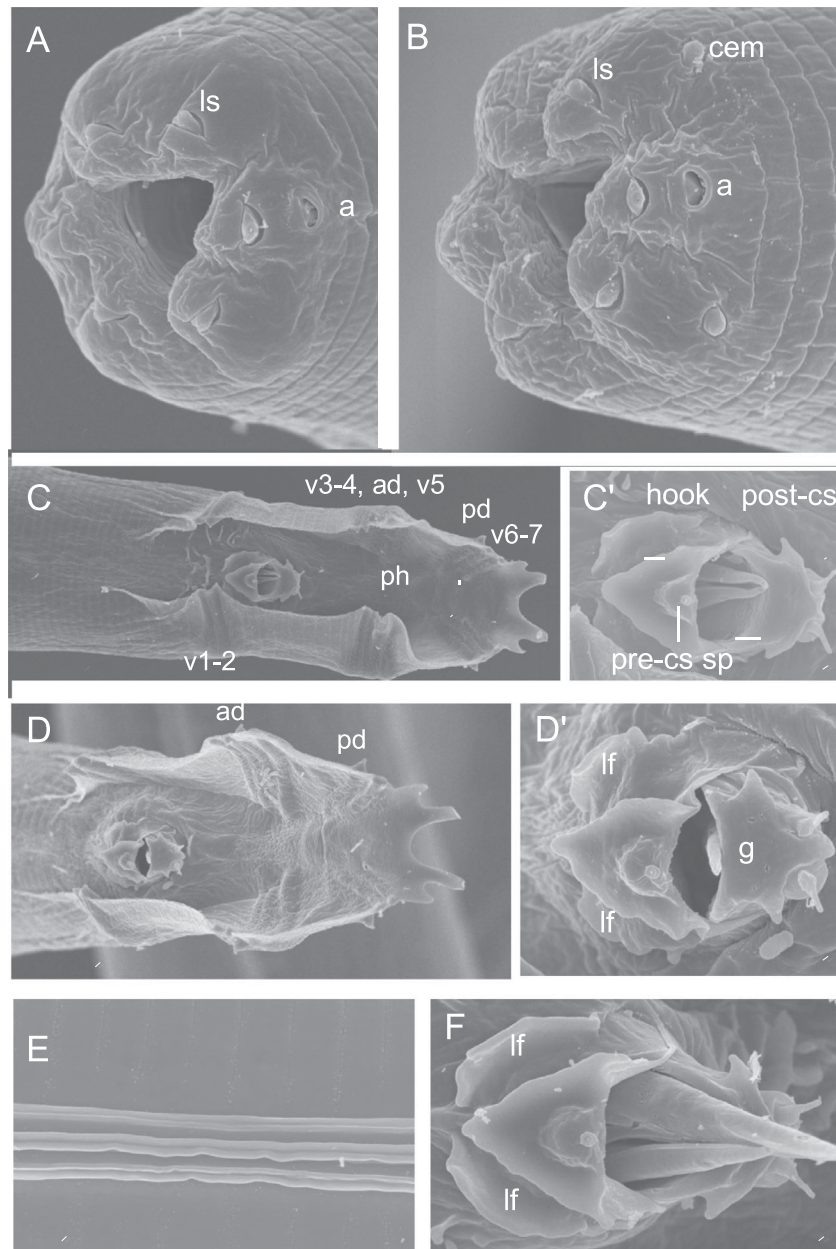 A
ls
a
B
cem
ls
a
C
v3-4, ad, v5
pd
v6-7
ph
v1-2
C'
hook
post-cs
pre-cs sp
D
ad
pd
D'
lf
g
lf
E
F
lf
lf